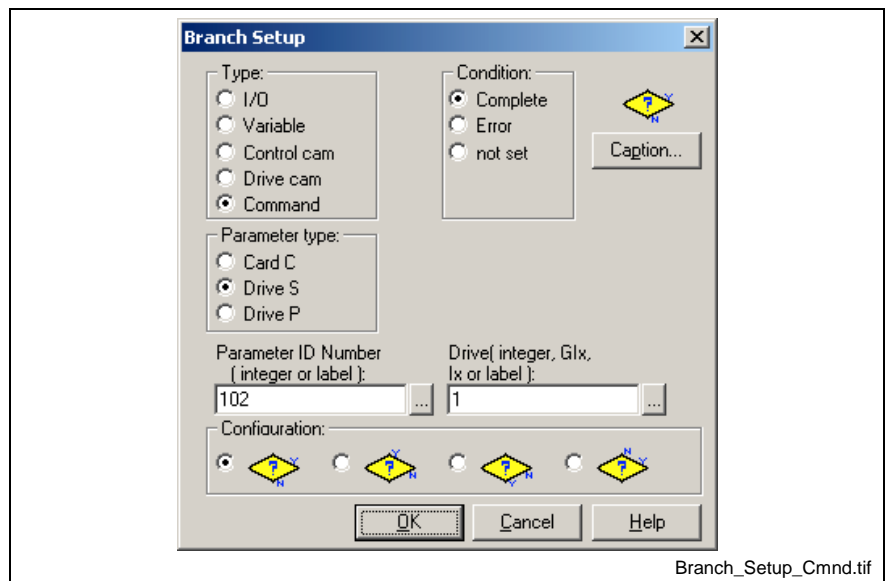 Branch Setup
Type:
I/O
Variable
Control cam
Drive cam
Command
Condition:
Complete
Error
not set
? Y
N
Caption...
Parameter type:
Card C
Drive S
Drive P
Parameter ID Number
( integer or label ):
102
...
Drive( integer, GIx,
Ix or label ):
1
...
Configuration:
? Y N
? Y N
? N Y
? N Y
OK
Cancel
Help
Branch_Setup_Cmnd.tif